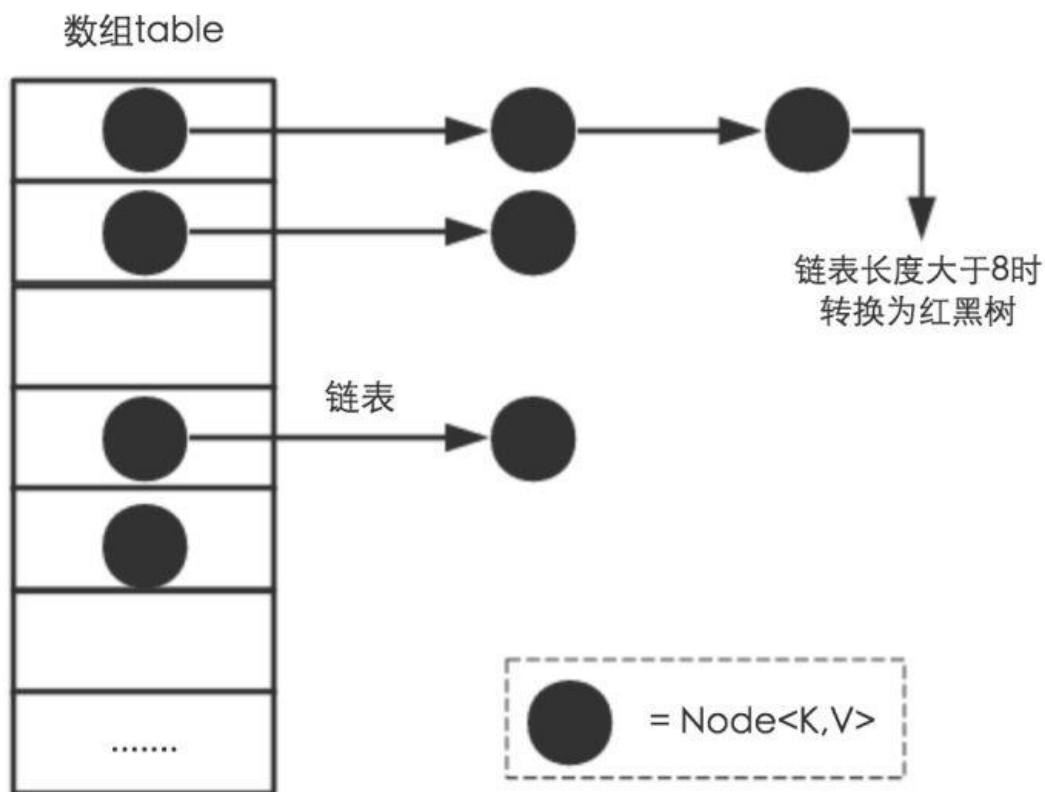 数组table
链表长度大于8时
转换为红黑树
链表
= Node<K,V>
.......